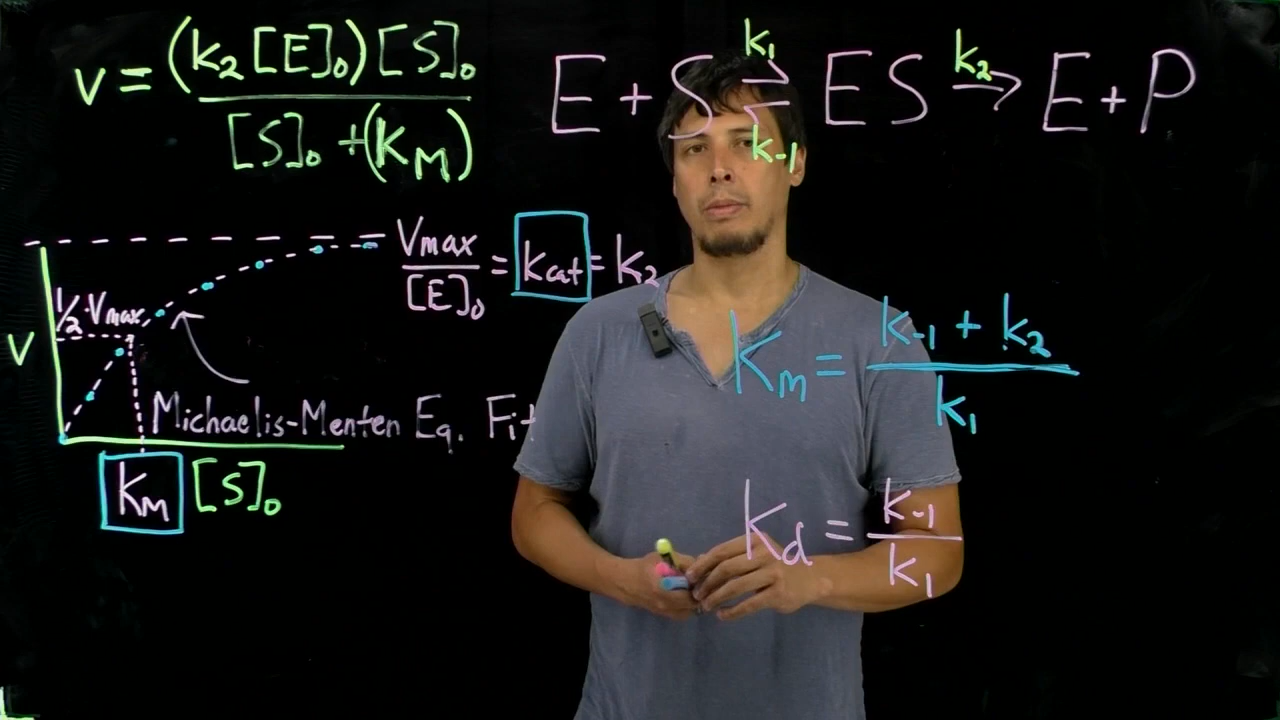 v = (k₂[E]₀)[S]₀ / [S]₀ + (KM)
E + S ⇌ ES → E + P
k₁ k₋₁ k₂
Vmax / [E]₀ = kcat = k₂
1/2·Vmax
v
Michaelis-Menten Eq. Fit
KM [S]₀
Km = k₋₁ + k₂ / k₁
Kd = k₋₁ / k₁